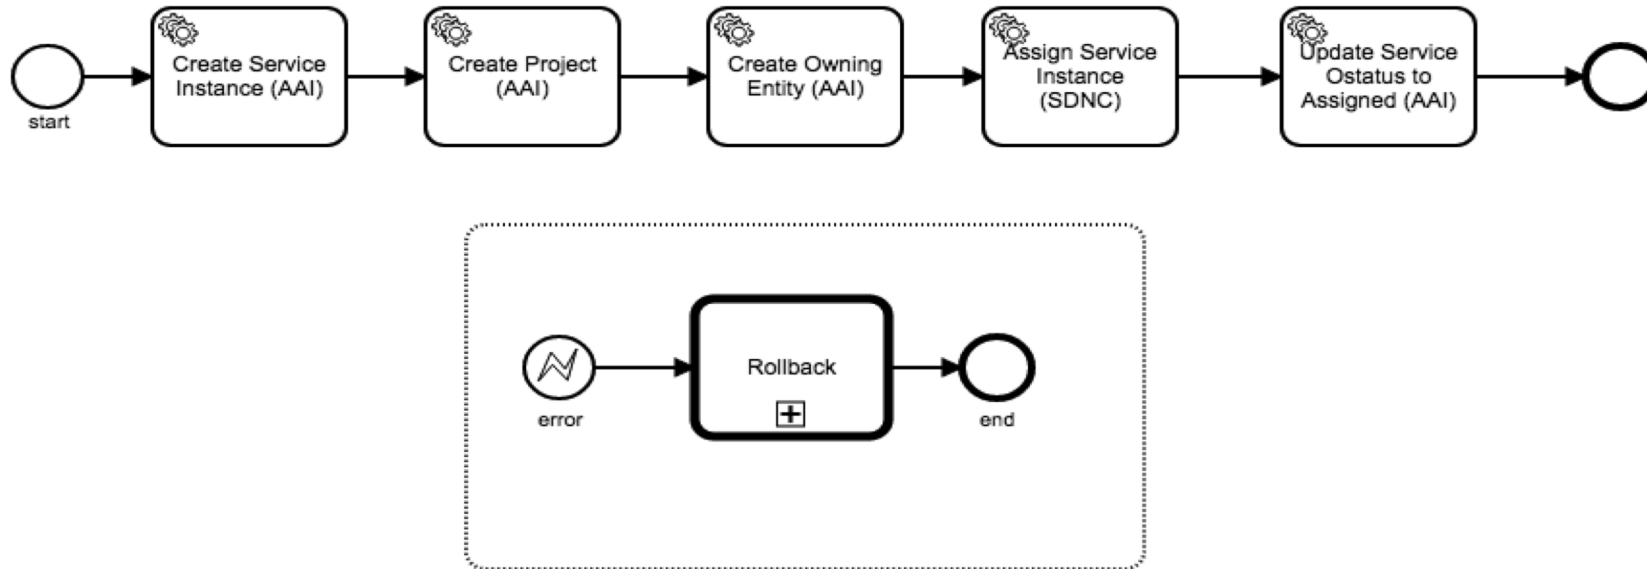 Create Service
Instance (AAI)
Create Project
(AAI)
Create Owning
Entity (AAI)
Assign Service
Instance
(SDNC)
Update Service
Ostatus to
Assigned (AAI)
start
Rollback
error
end